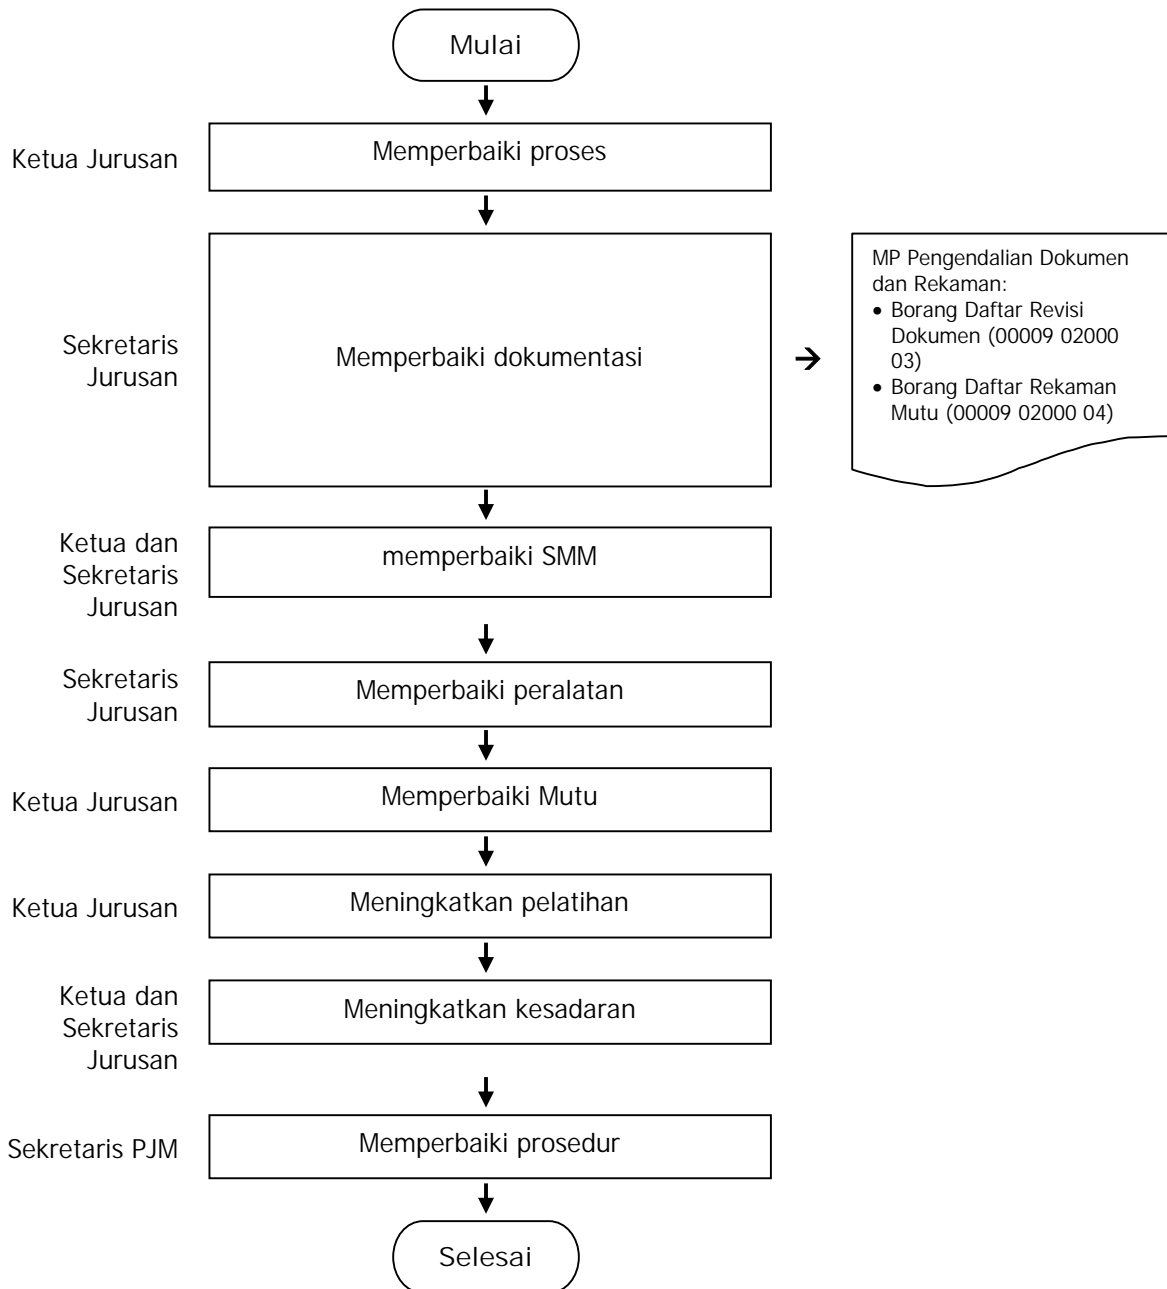 Mulai
Ketua Jurusan
Memperbaiki proses
Sekretaris
Jurusan
Memperbaiki dokumentasi
MP Pengendalian Dokumen
dan Rekaman:
• Borang Daftar Revisi
Dokumen (00009 02000
03)
• Borang Daftar Rekaman
Mutu (00009 02000 04)
Ketua dan
Sekretaris
Jurusan
memperbaiki SMM
Sekretaris
Jurusan
Memperbaiki peralatan
Ketua Jurusan
Memperbaiki Mutu
Ketua Jurusan
Meningkatkan pelatihan
Ketua dan
Sekretaris
Jurusan
Meningkatkan kesadaran
Sekretaris PJM
Memperbaiki prosedur
Selesai